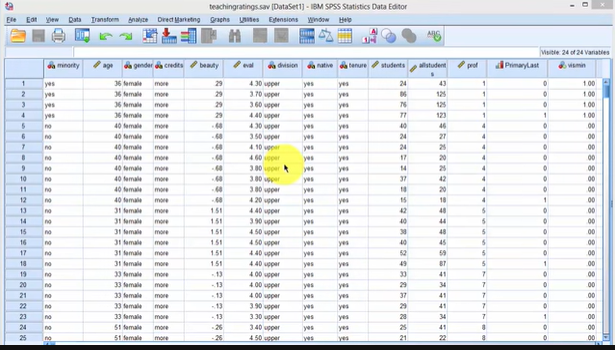 teachingratings.sav [DataSet1] - IBM SPSS Statistics Data Editor
File Edit View Data Transform Analyze Direct Marketing Graphs Utilities Extensions Window Help
Visible: 24 of 24 Variables
minority age gender credits beauty eval division native tenure students allstudents prof PrimaryLast vismin
1 yes 36 female more .29 4.30 upper yes yes 24 43 1 0 1.00
2 yes 36 female more .29 3.70 upper yes yes 86 125 1 0 1.00
3 yes 36 female more .29 3.60 upper yes yes 76 125 1 0 1.00
4 yes 36 female more .29 4.40 upper yes yes 77 123 1 1 1.00
5 no 40 female more -.68 4.30 upper yes yes 40 46 4 0 .00
6 no 40 female more -.68 3.50 upper yes yes 24 27 4 0 .00
7 no 40 female more -.68 4.10 upper yes yes 24 25 4 0 .00
8 no 40 female more -.68 4.60 upper yes yes 17 20 4 0 .00
9 no 40 female more -.68 3.80 upper yes yes 14 25 4 0 .00
10 no 40 female more -.68 3.80 upper yes yes 37 42 4 0 .00
11 no 40 female more -.68 3.80 upper yes yes 18 20 4 0 .00
12 no 40 female more -.68 4.20 upper yes yes 15 18 4 1 .00
13 no 31 female more 1.51 4.40 upper yes yes 42 48 5 0 .00
14 no 31 female more 1.51 3.90 upper yes yes 40 44 5 0 .00
15 no 31 female more 1.51 4.50 upper yes yes 38 48 5 0 .00
16 no 31 female more 1.51 4.50 upper yes yes 40 45 5 0 .00
17 no 31 female more 1.51 4.40 upper yes yes 52 59 5 0 .00
18 no 31 female more 1.51 4.40 upper yes yes 49 87 5 1 .00
19 no 33 female more -.13 4.00 upper yes yes 33 41 7 0 .00
20 no 33 female more -.13 4.00 upper yes yes 29 34 7 0 .00
21 no 33 female more -.13 4.00 upper yes yes 37 41 7 0 .00
22 no 33 female more -.13 3.90 upper yes yes 29 41 7 0 .00
23 no 33 female more -.13 3.30 upper yes yes 28 34 7 1 .00
24 no 51 female more -.26 3.40 upper yes yes 25 41 8 0 .00
25 no 51 female more -.26 4.50 upper yes yes 21 22 8 0 .00